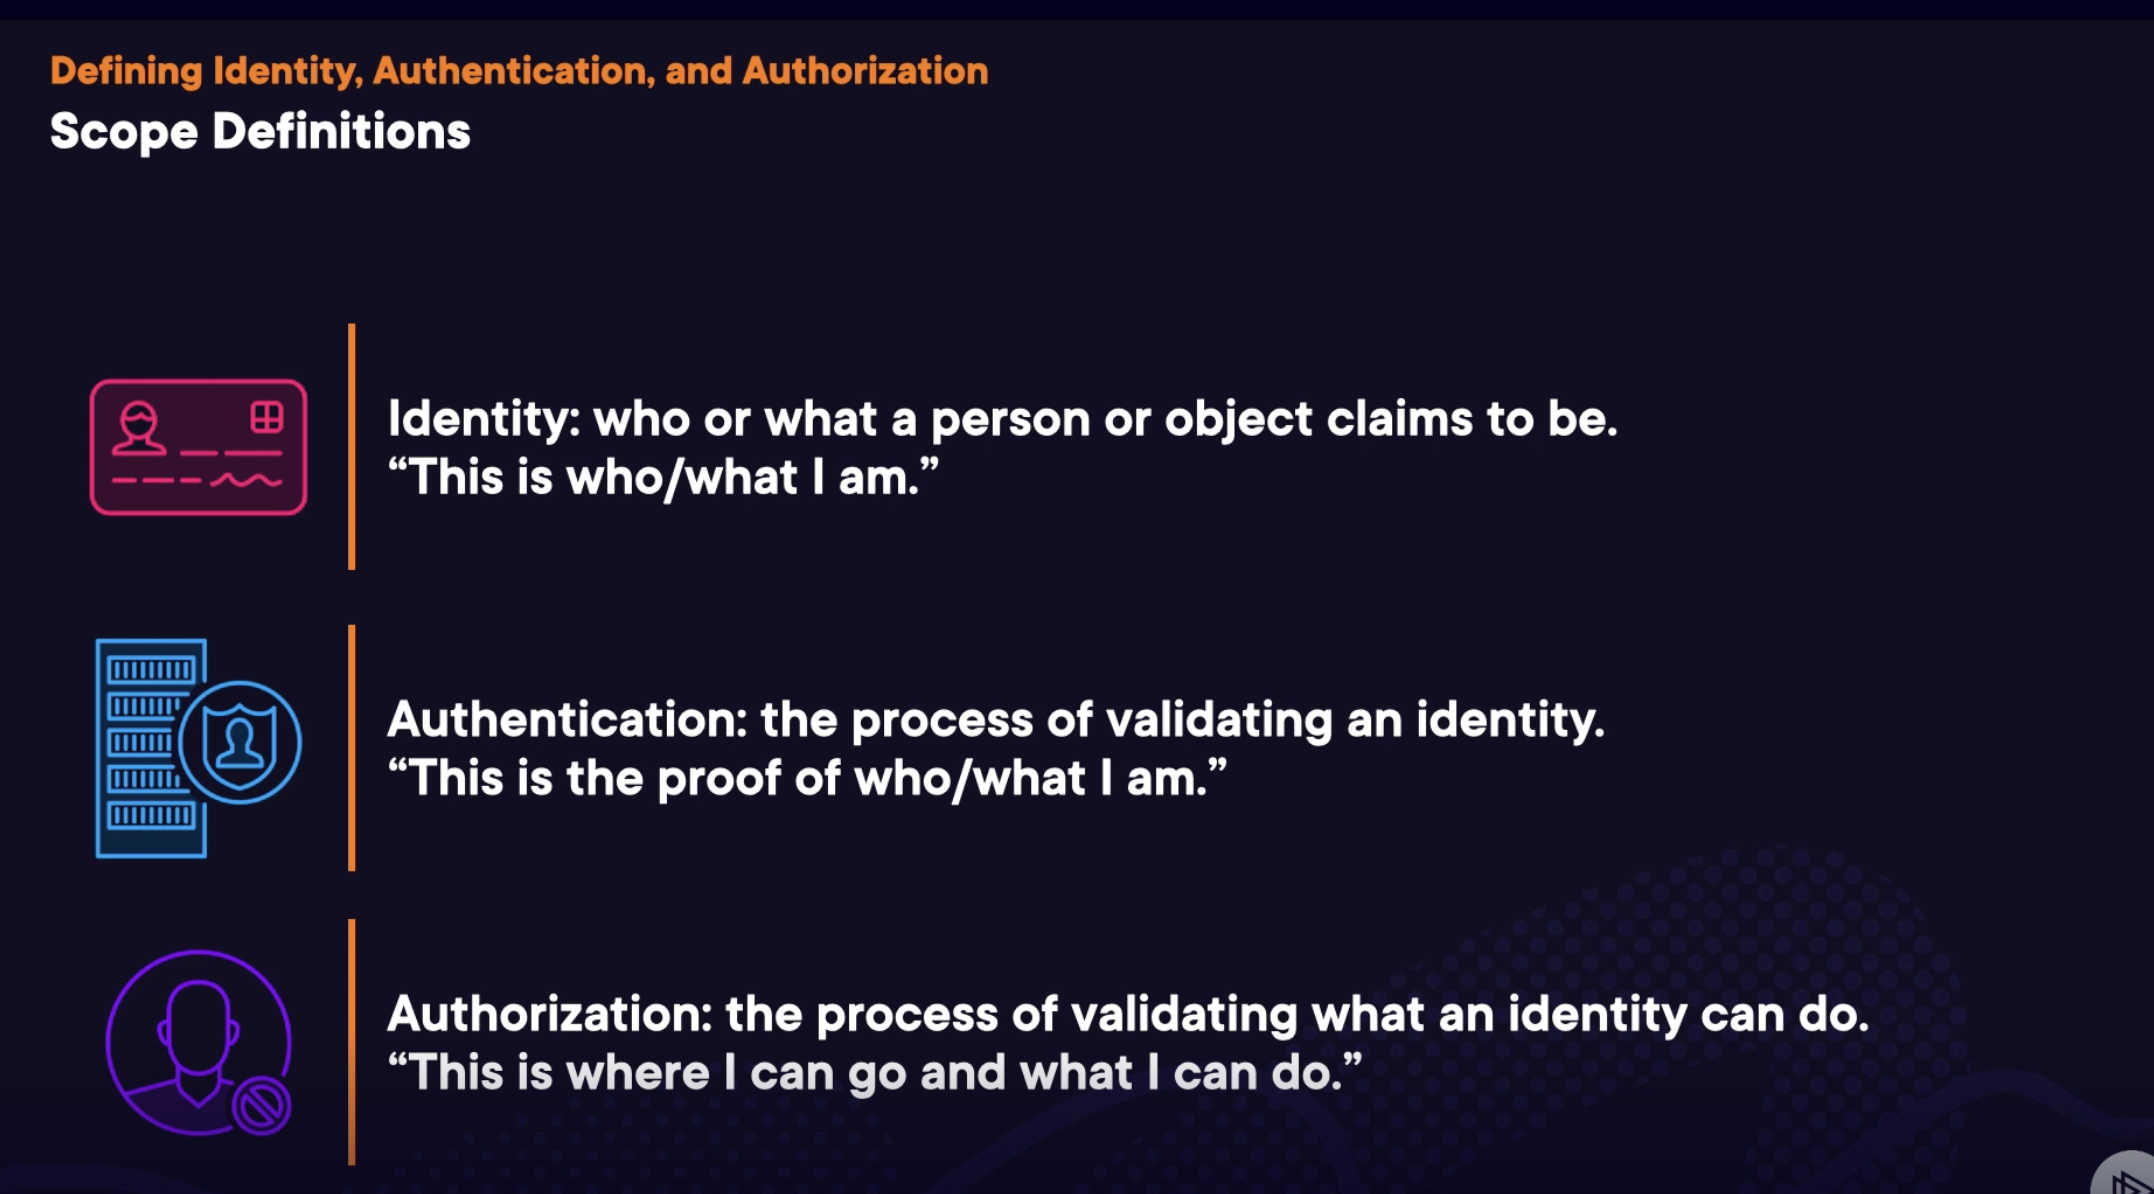 Defining Identity, Authentication, and Authorization
Scope Definitions
Identity: who or what a person or object claims to be.
“This is who/what I am.”
Authentication: the process of validating an identity.
“This is the proof of who/what I am.”
Authorization: the process of validating what an identity can do.
“This is where I can go and what I can do.”